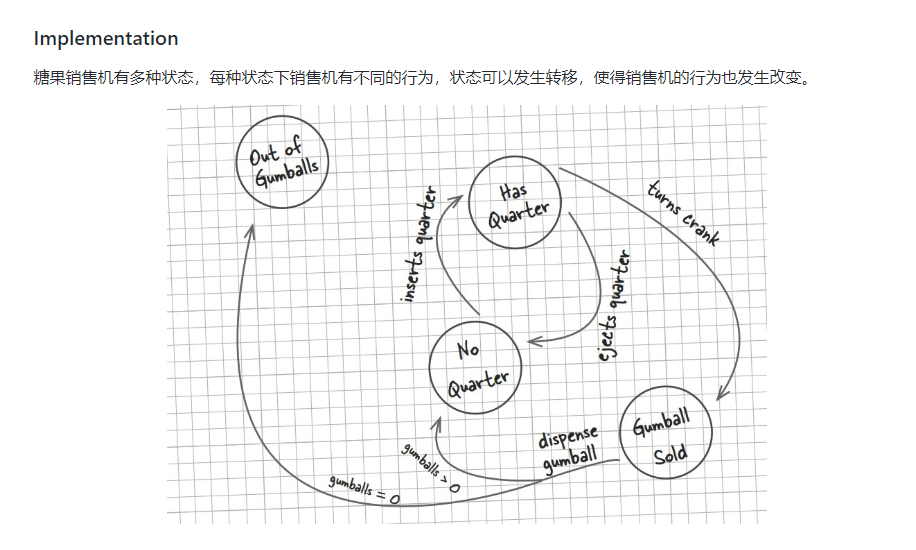 Implementation
糖果销售机有多种状态，每种状态下销售机有不同的行为，状态可以发生转移，使得销售机的行为也发生改变。
Out of
Gumballs
Has
Quarter
turns crank
inserts quarter
ejects quarter
No
Quarter
Gumball
Sold
dispense
gumball
gumballs > 0
gumballs = 0